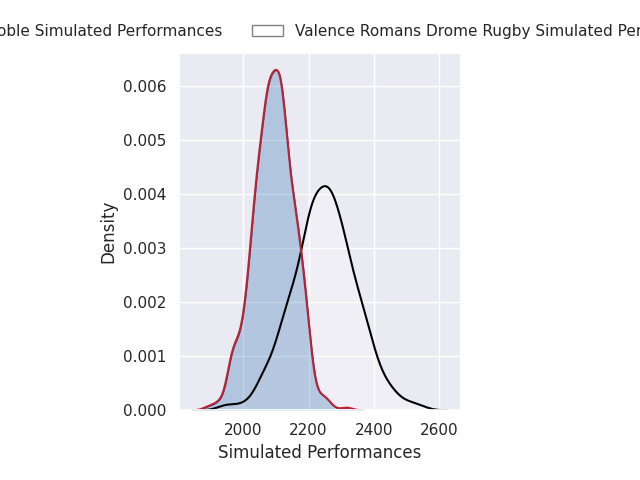 oble Simulated Performances Valence Romans Drome Rugby Simulated Per
0.006
0.005
0.004
0.003
0.002
0.001
0.000
Density
2000 2200 2400 2600
Simulated Performances